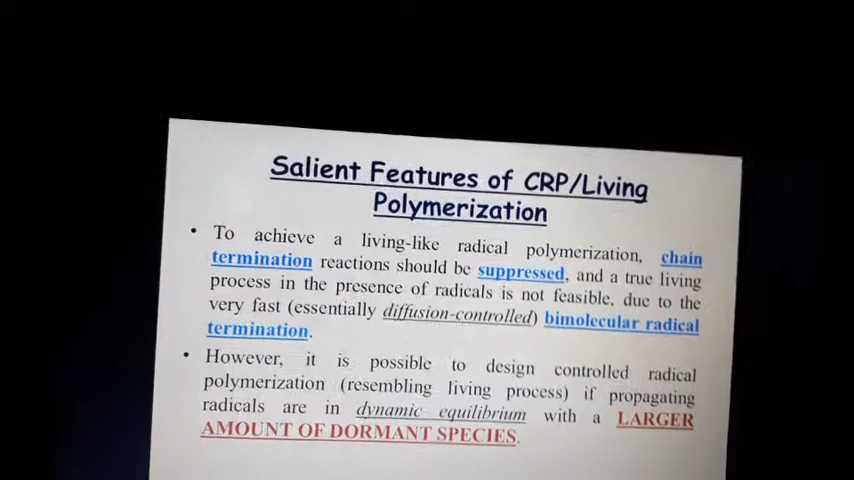 Salient Features of CRP/Living
Polymerization
• To achieve a living-like radical polymerization, chain
termination reactions should be suppressed, and a true living
process in the presence of radicals is not feasible, due to the
very fast (essentially diffusion-controlled) bimolecular radical
termination.
• However, it is possible to design controlled radical
polymerization (resembling living process) if propagating
radicals are in dynamic equilibrium with a LARGER
AMOUNT OF DORMANT SPECIES.